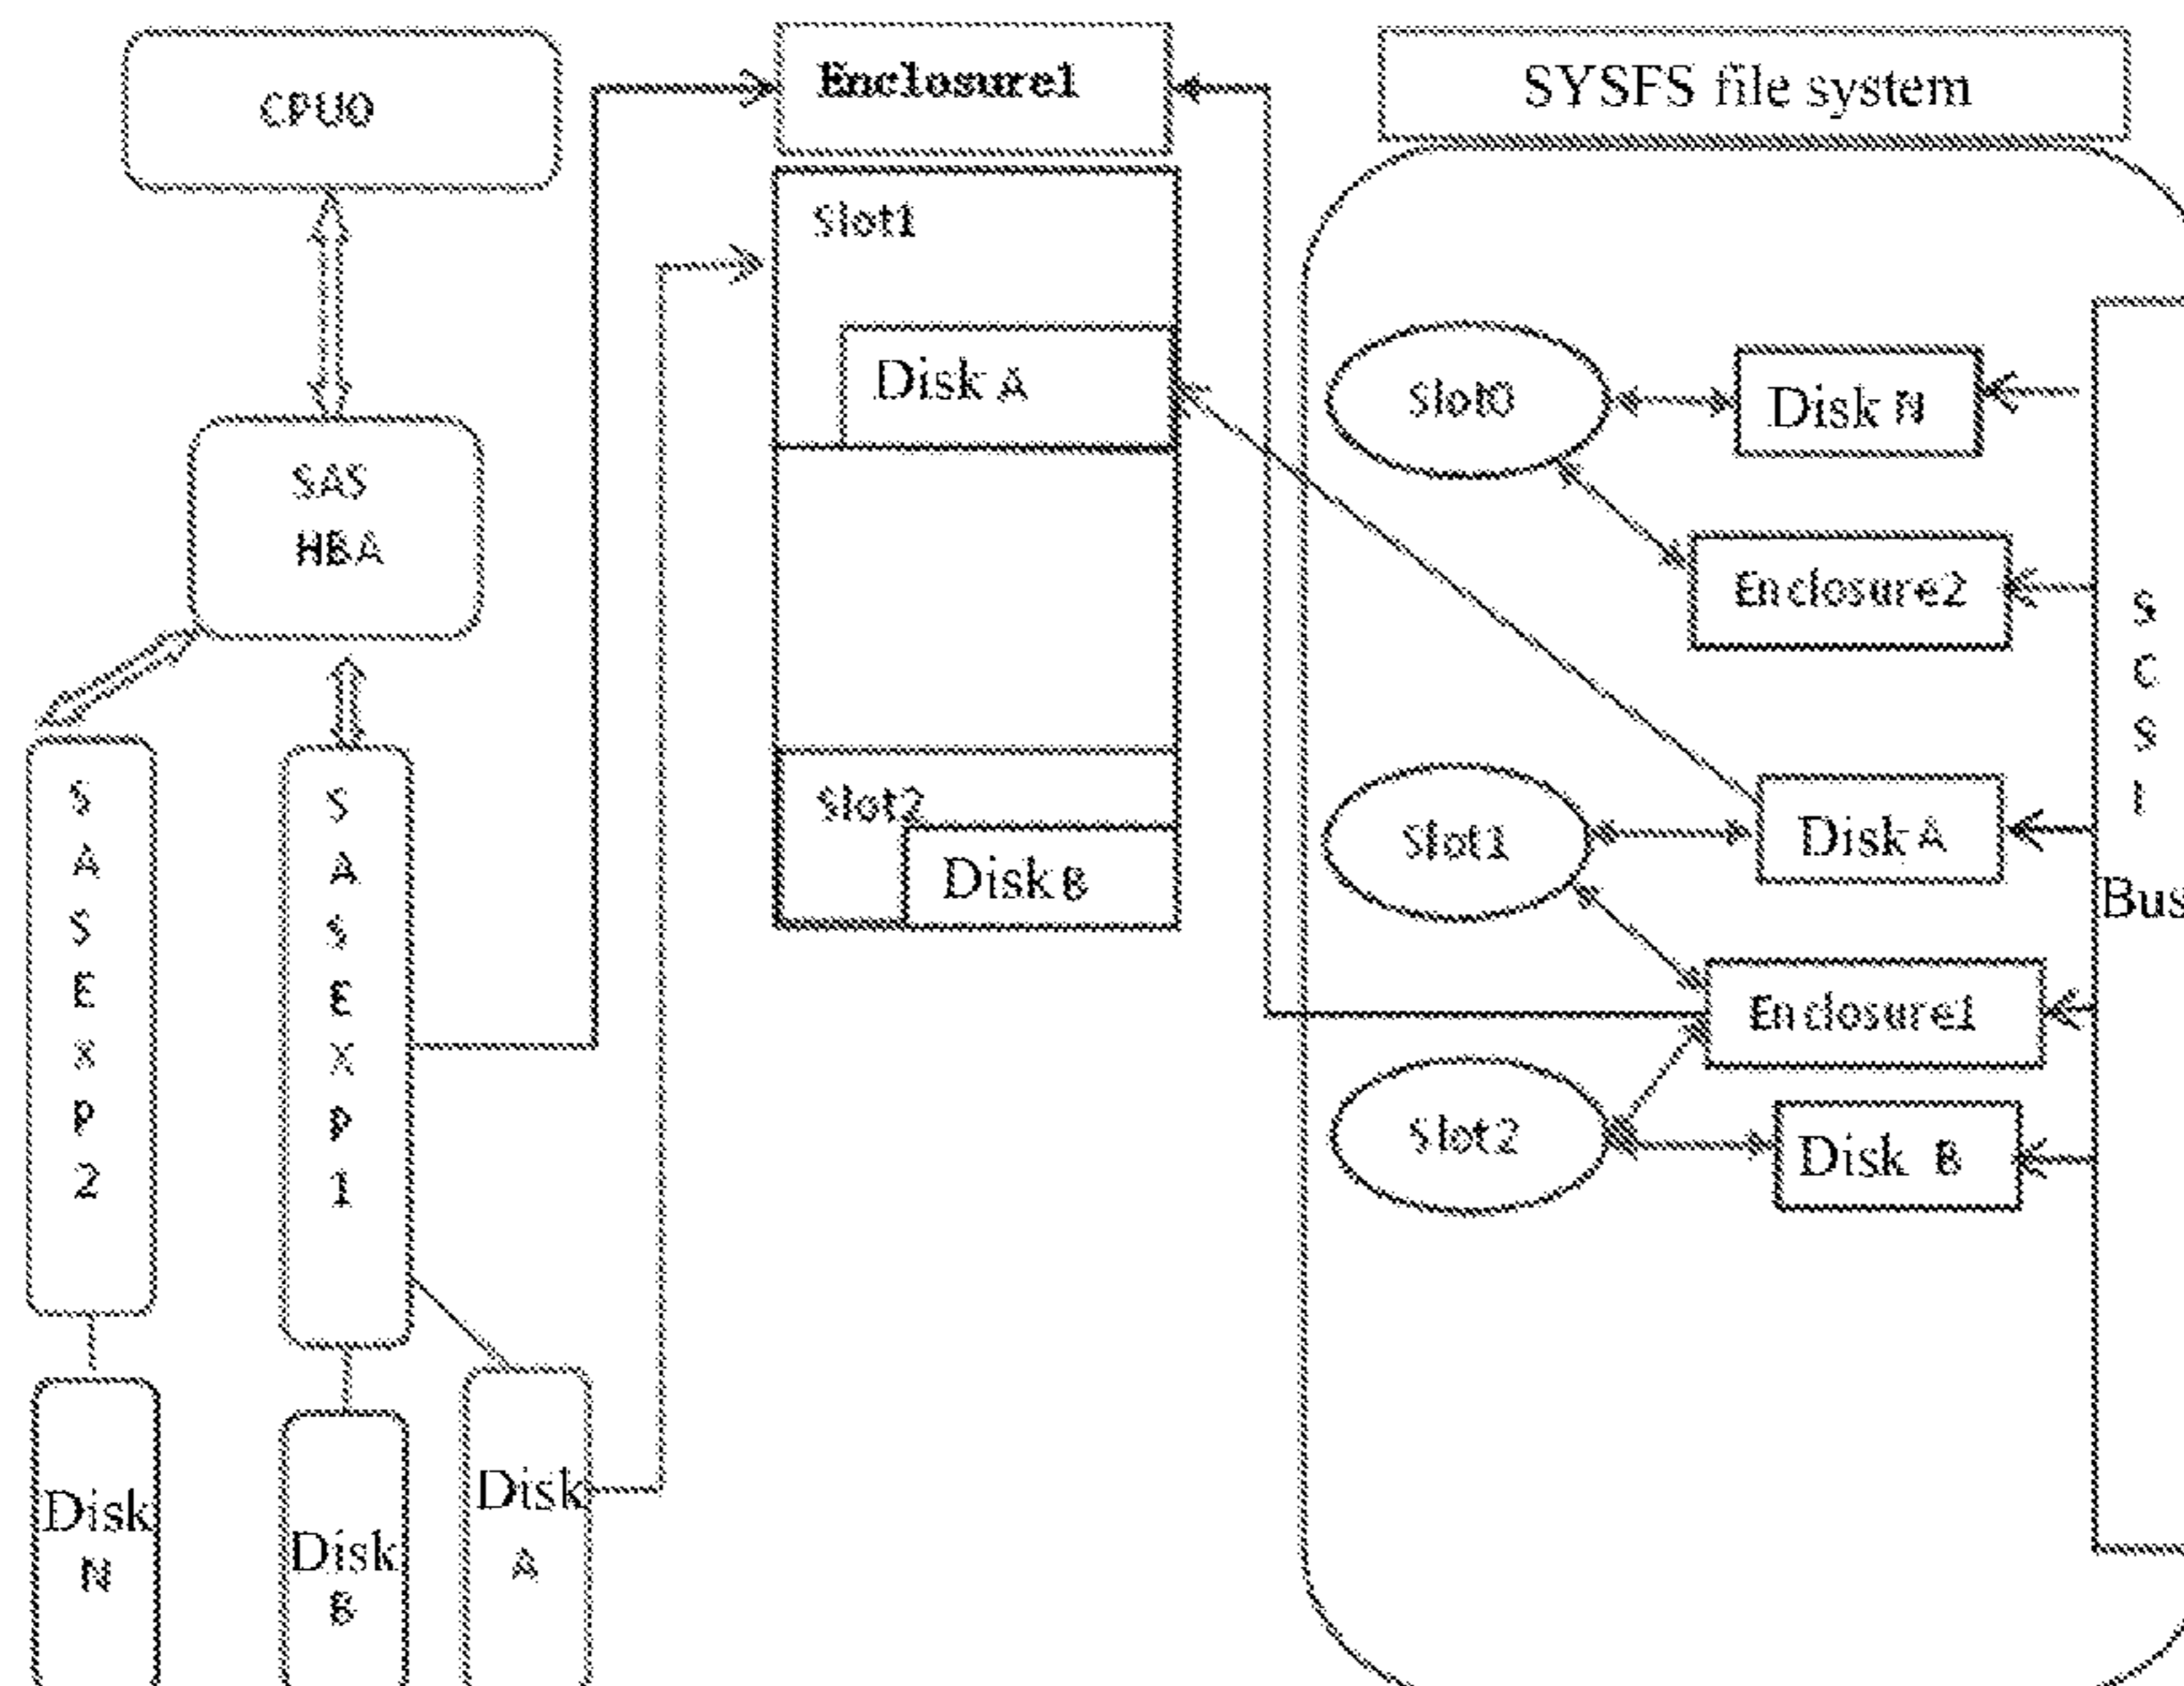 CPU0
SAS
HBA
S
A
S
E
X
P
2
S
A
S
E
X
P
1
Disk
N
Disk
B
Disk
A
Enclosure1
Slot1
Disk A
Slot2
Disk B
SYSFS file system
Slot0
Disk N
Enclosure2
Slot1
Disk A
Enclosure1
Slot2
Disk B
S
C
S
I
Bus